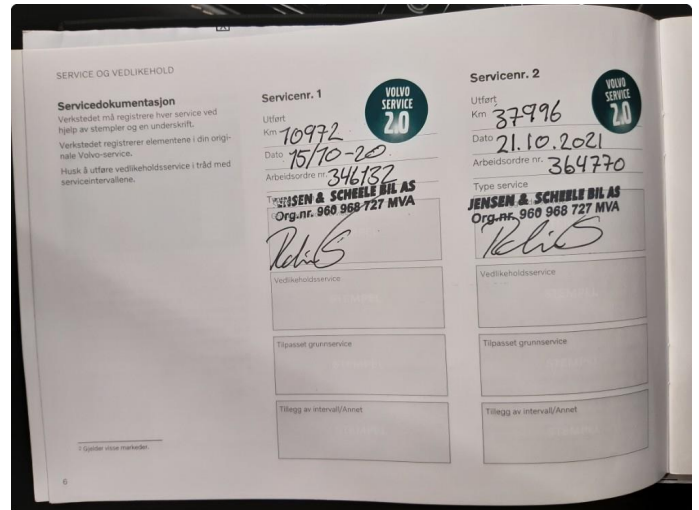 SERVICE OG VEDLIKEHOLD
Servicedokumentasjon
Verkstedet må registrere hver service ved
hjelp av stempler og en underskrift.
Verkstedet registrerer elementene i din origi-
nale Volvo-service.
Husk å utføre vedlikeholdsservice i tråd med
serviceintervallene.
Servicenr. 1
VOLVO
SERVICE
2.0
Utført
Km 10972
Dato 15/10-20
Arbeidsordre nr. 346132
JENSEN & SCHEELE BIL AS
Org.nr. 960 968 727 MVA
Vedlikeholdsservice
Tilpasset grunnservice
Tillegg av intervall/Annet
Servicenr. 2
VOLVO
SERVICE
2.0
Utført
Km 37996
Dato 21.10.2021
Arbeidsordre nr. 364770
Type service
JENSEN & SCHEELE BIL AS
Org.nr. 960 968 727 MVA
Vedlikeholdsservice
Tilpasset grunnservice
Tillegg av intervall/Annet
Gjelder visse markeder.
6